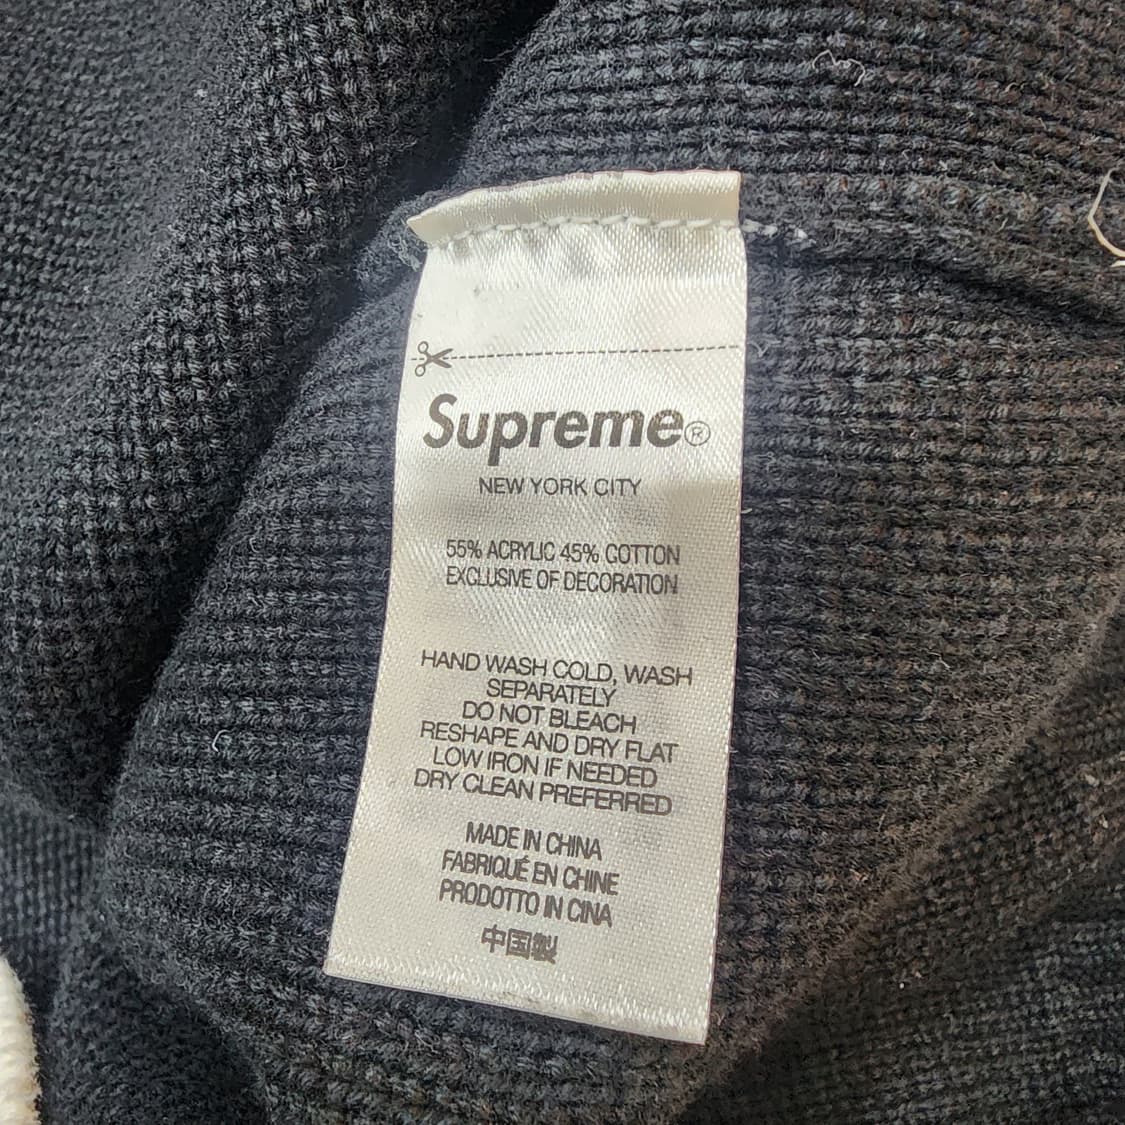 Supreme®
NEW YORK CITY
55% ACRYLIC 45% COTTON
EXCLUSIVE OF DECORATION
HAND WASH COLD, WASH
SEPARATELY
DO NOT BLEACH
RESHAPE AND DRY FLAT
LOW IRON IF NEEDED
DRY CLEAN PREFERRED
MADE IN CHINA
FABRIQUÉ EN CHINE
PRODOTTO IN CINA
中国製